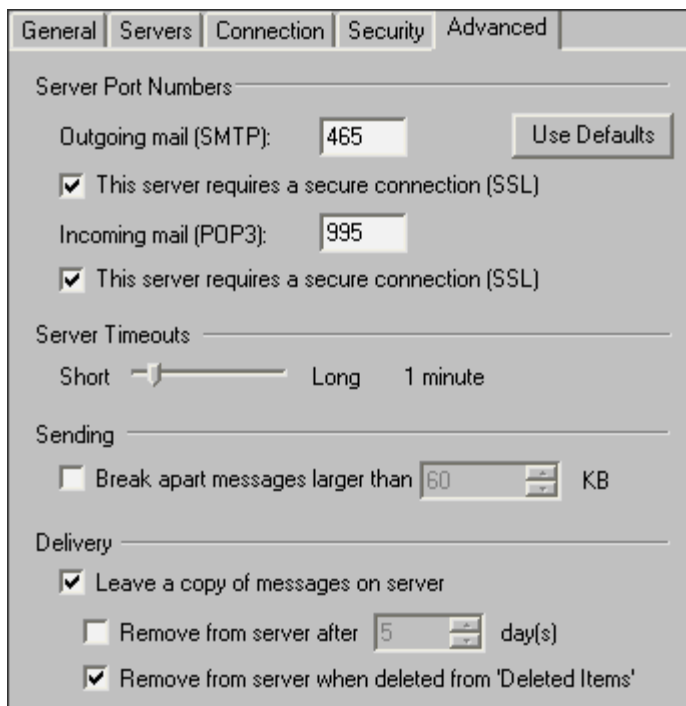 General Servers Connection Security Advanced
Server Port Numbers
Outgoing mail (SMTP): 465 Use Defaults
This server requires a secure connection (SSL)
Incoming mail (POP3): 995
This server requires a secure connection (SSL)
Server Timeouts
Short Long 1 minute
Sending
Break apart messages larger than 60 KB
Delivery
Leave a copy of messages on server
Remove from server after 5 day(s)
Remove from server when deleted from 'Deleted Items'